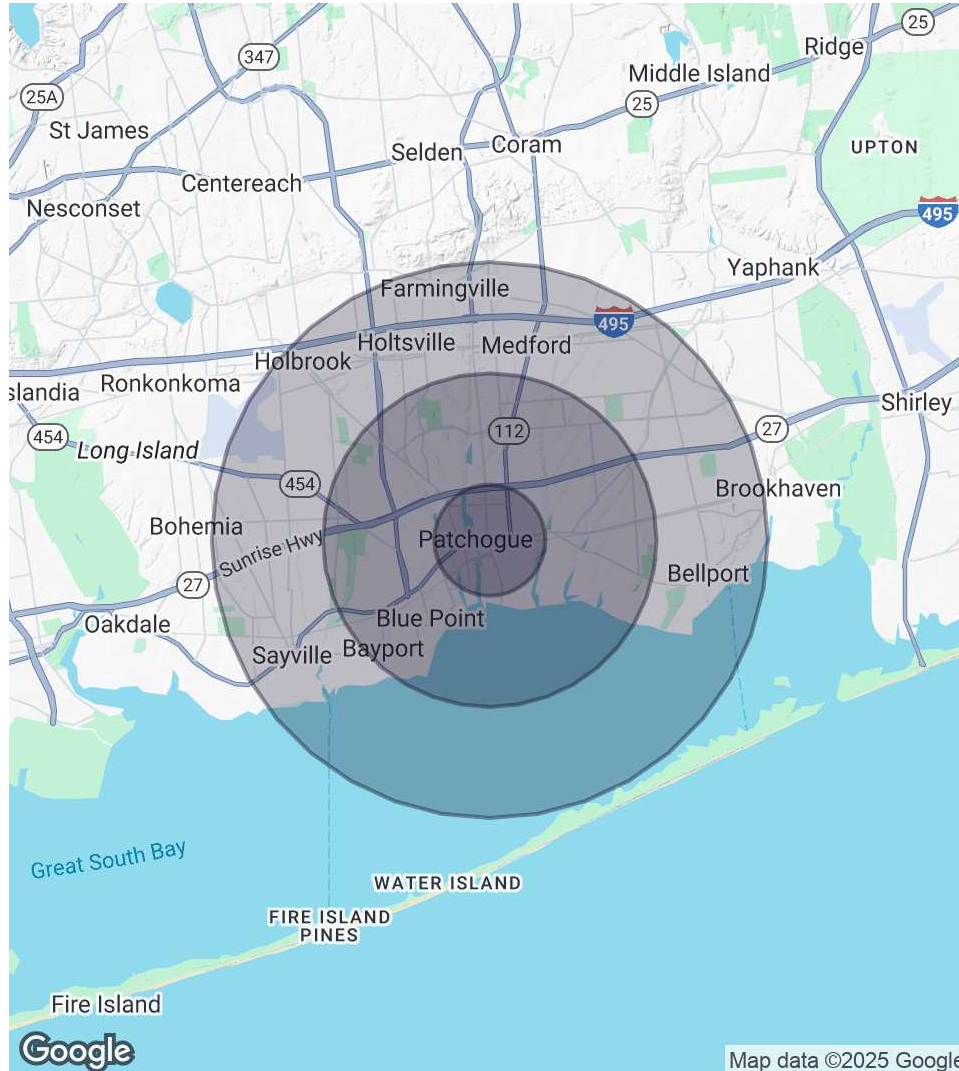 25
Ridge
347
Middle Island
25A
25
St James
UPTON
Selden
Coram
Centereach
Nesconset
495
Yaphank
Farmingville
495
Holtsville
Medford
Holbrook
Ronkonkoma
slandia
Shirley
112
27
454
Long Island
454
Brookhaven
Bohemia
Sunrise Hwy
Patchogue
Bellport
27
Blue Point
Oakdale
Bayport
Sayville
Great South Bay
WATER ISLAND
FIRE ISLAND
PINES
Fire Island
Google
Map data ©2025 Google